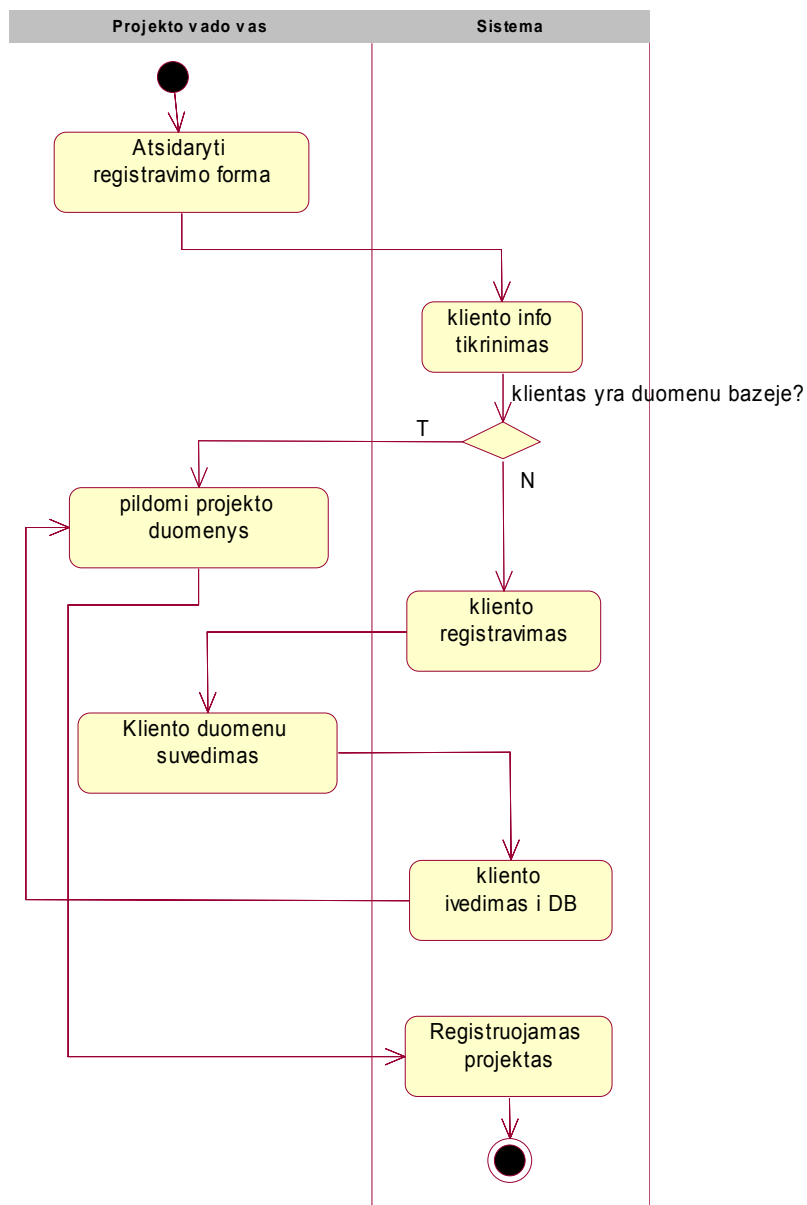 Projekto vadovas
Sistema
Atsidaryti
registravimo forma
kliento info
tikrinimas
klientas yra duomenu bazeje?
T
N
pildomi projekto
duomenys
kliento
registravimas
Kliento duomenu
suvedimas
kliento
ivedimas i DB
Registruojamas
projektas